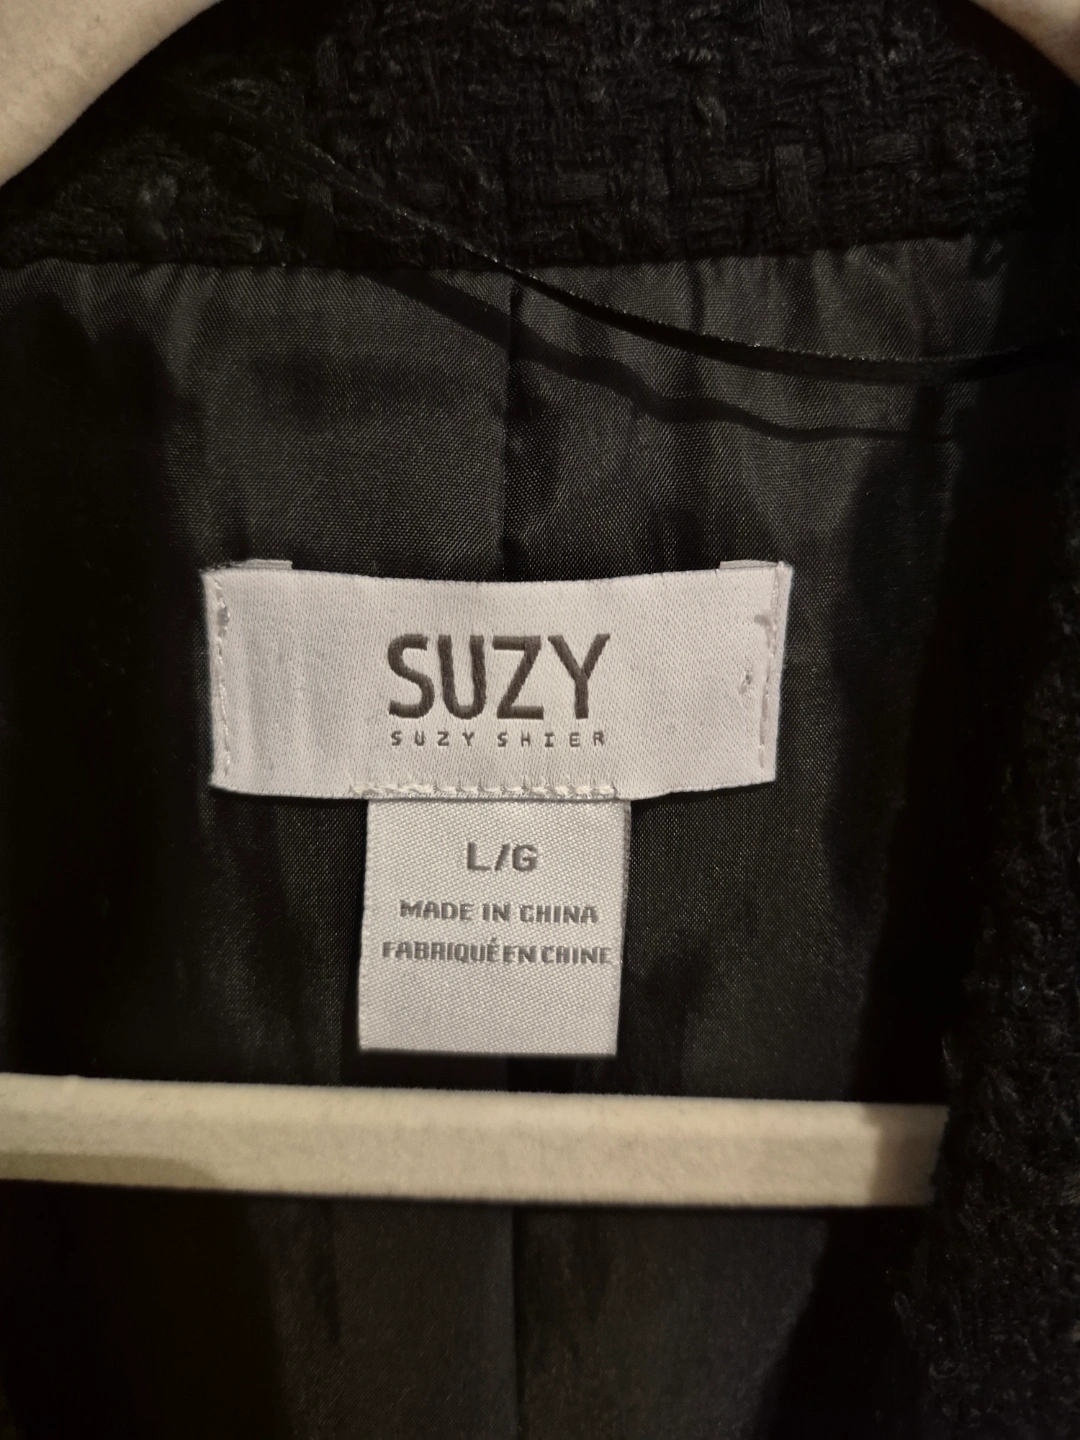 SUZY
SUZY SHIER
L/G
MADE IN CHINA
FABRIQUÉ EN CHINE